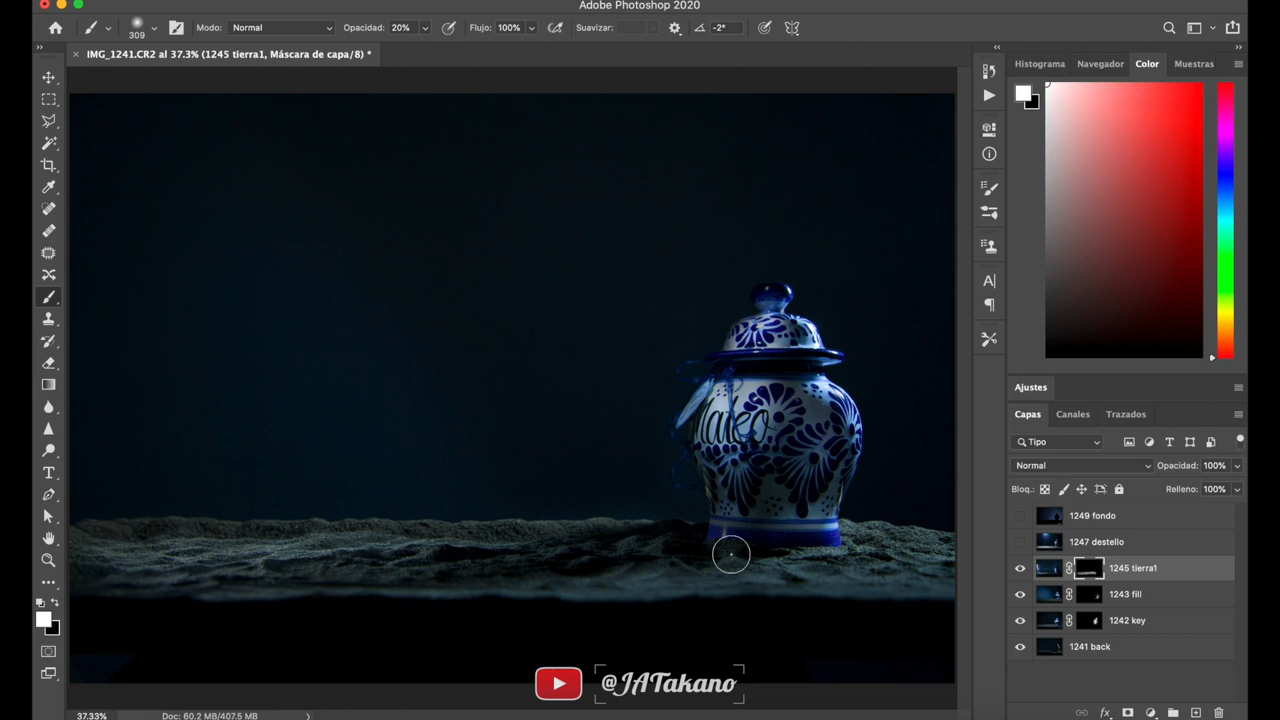 Adobe Photoshop 2020
309
Modo: Normal
Opacidad: 20%
Flujo: 100%
Suavizar:
-2°
× IMG_1241.CR2 al 37.3% (1245 tierra1, Máscara de capa/8) *
Histograma Navegador Color Muestras
Ajustes
Capas Canales Trazados
Tipo
Normal
Opacidad: 100%
Bloq.:
Relleno: 100%
1249 fondo
1247 destello
1245 tierra1
1243 fill
1242 key
1241 back
Mateo
@JATakano
37.33%
Doc: 60.2 MB/407.5 MB